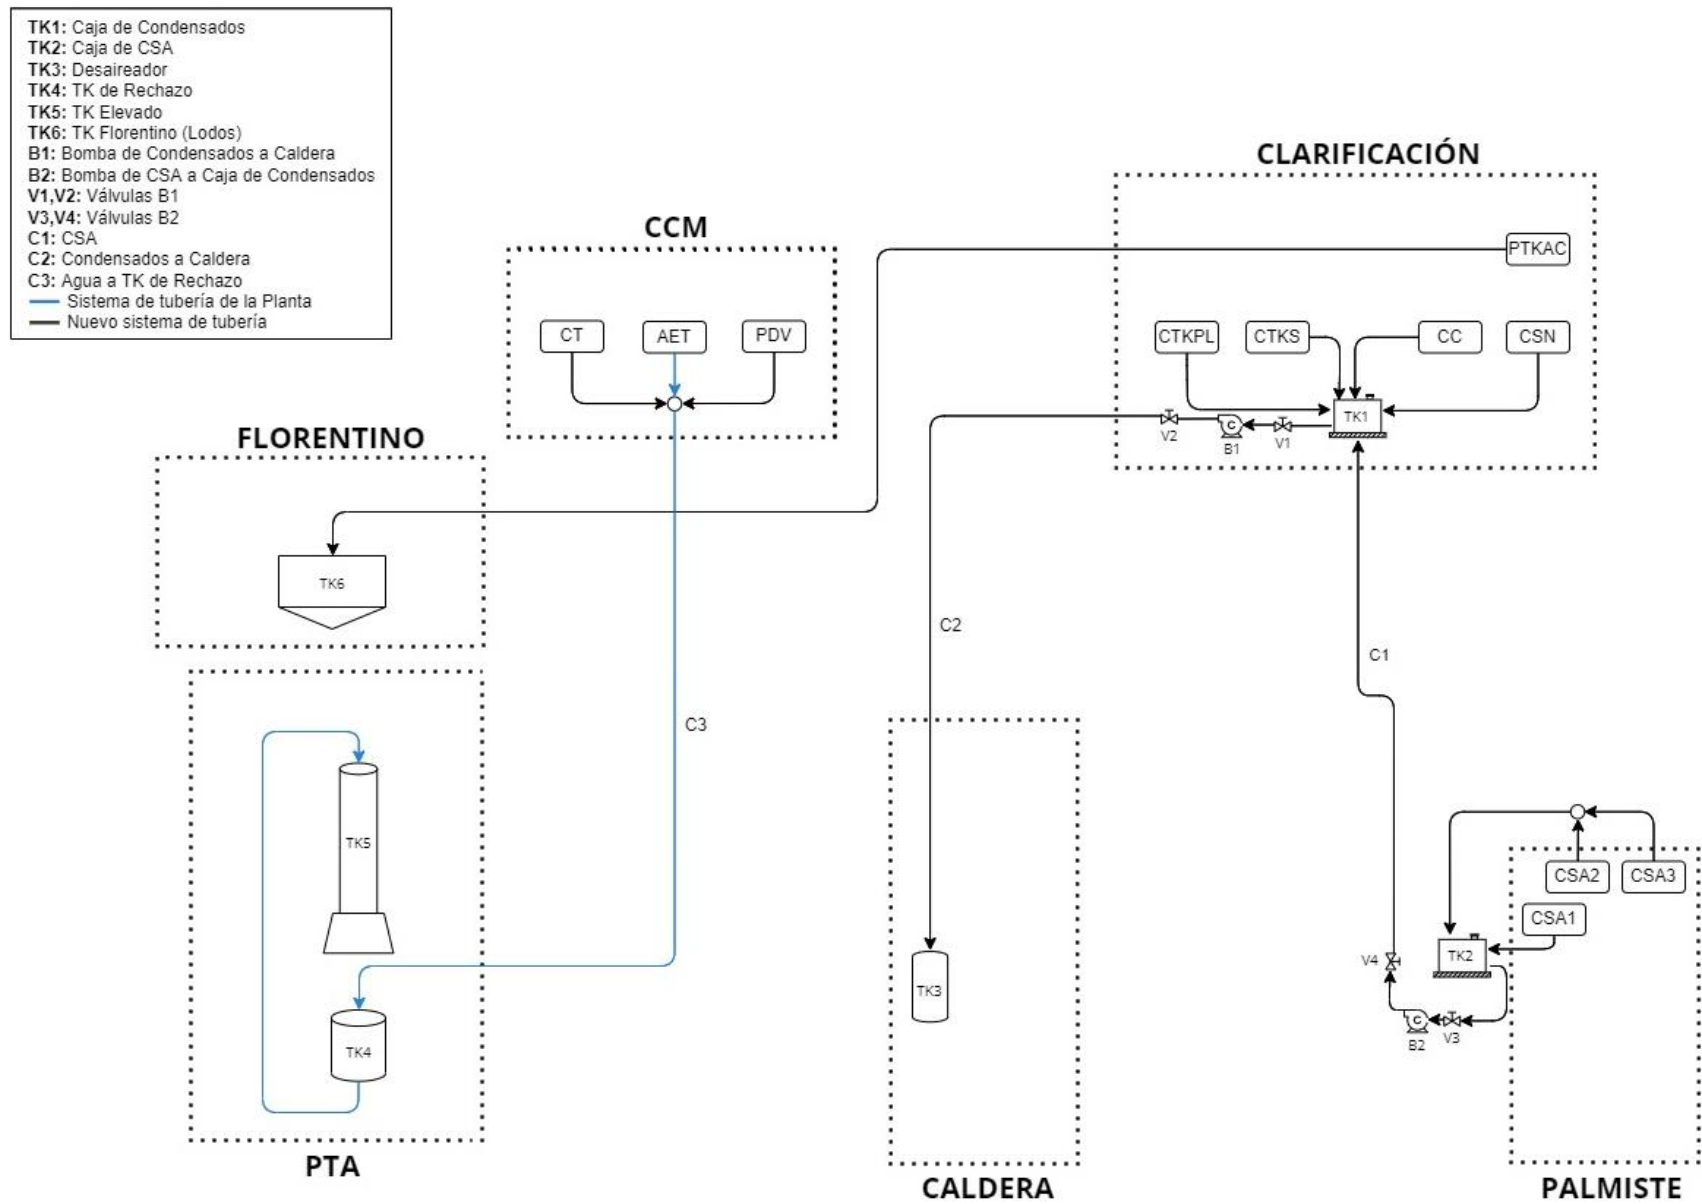 TK1: Caja de Condensados
TK2: Caja de CSA
TK3: Desaireador
TK4: TK de Rechazo
TK5: TK Elevado
TK6: TK Florentino (Lodos)
B1: Bomba de Condensados a Caldera
B2: Bomba de CSA a Caja de Condensados
V1,V2: Válvulas B1
V3,V4: Válvulas B2
C1: CSA
C2: Condensados a Caldera
C3: Agua a TK de Rechazo
Sistema de tubería de la Planta
Nuevo sistema de tubería
CLARIFICACIÓN
PTKAC
CTKPL
CTKS
CC
CSN
TK1
V2
C
B1
V1
CCM
CT
AET
PDV
FLORENTINO
TK6
C2
C1
C3
TK5
TK4
PTA
TK3
CALDERA
CSA2
CSA3
CSA1
TK2
V4
C
B2
V3
PALMISTE